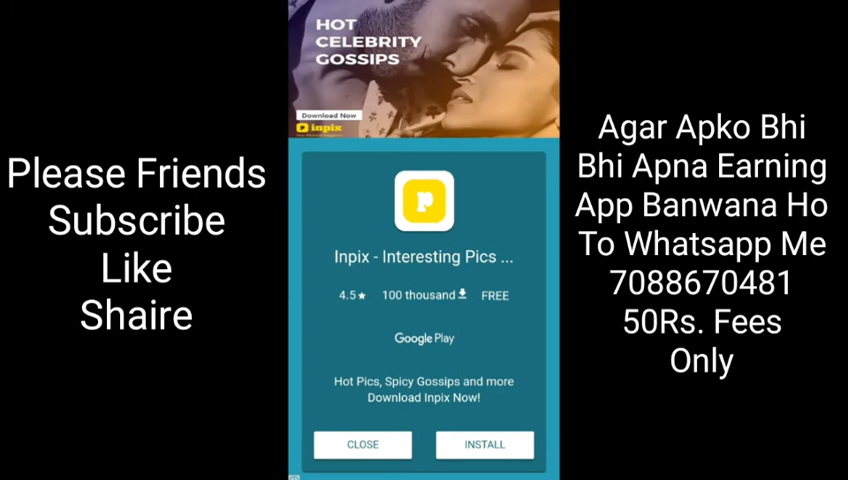 Please Friends
Subscribe
Like
Shaire
HOT
CELEBRITY
GOSSIPS
Download Now
inpix
p
Inpix - Interesting Pics ...
4.5★ 100 thousand FREE
Google Play
Hot Pics, Spicy Gossips and more
Download Inpix Now!
CLOSE INSTALL
Agar Apko Bhi
Bhi Apna Earning
App Banwana Ho
To Whatsapp Me
7088670481
50Rs. Fees
Only